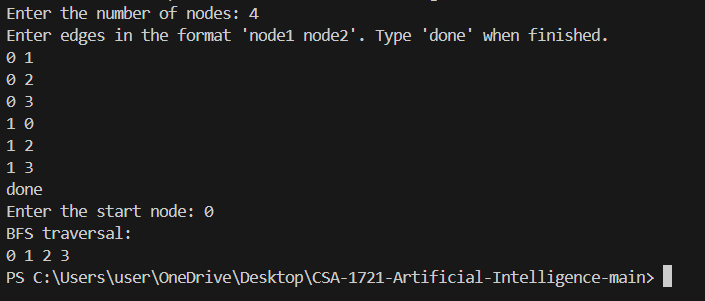 Enter the number of nodes: 4
Enter edges in the format 'node1 node2'. Type 'done' when finished.
0 1
0 2
0 3
1 0
1 2
1 3
done
Enter the start node: 0
BFS traversal:
0 1 2 3
PS C:\Users\user\OneDrive\Desktop\CSA-1721-Artificial-Intelligence-main>